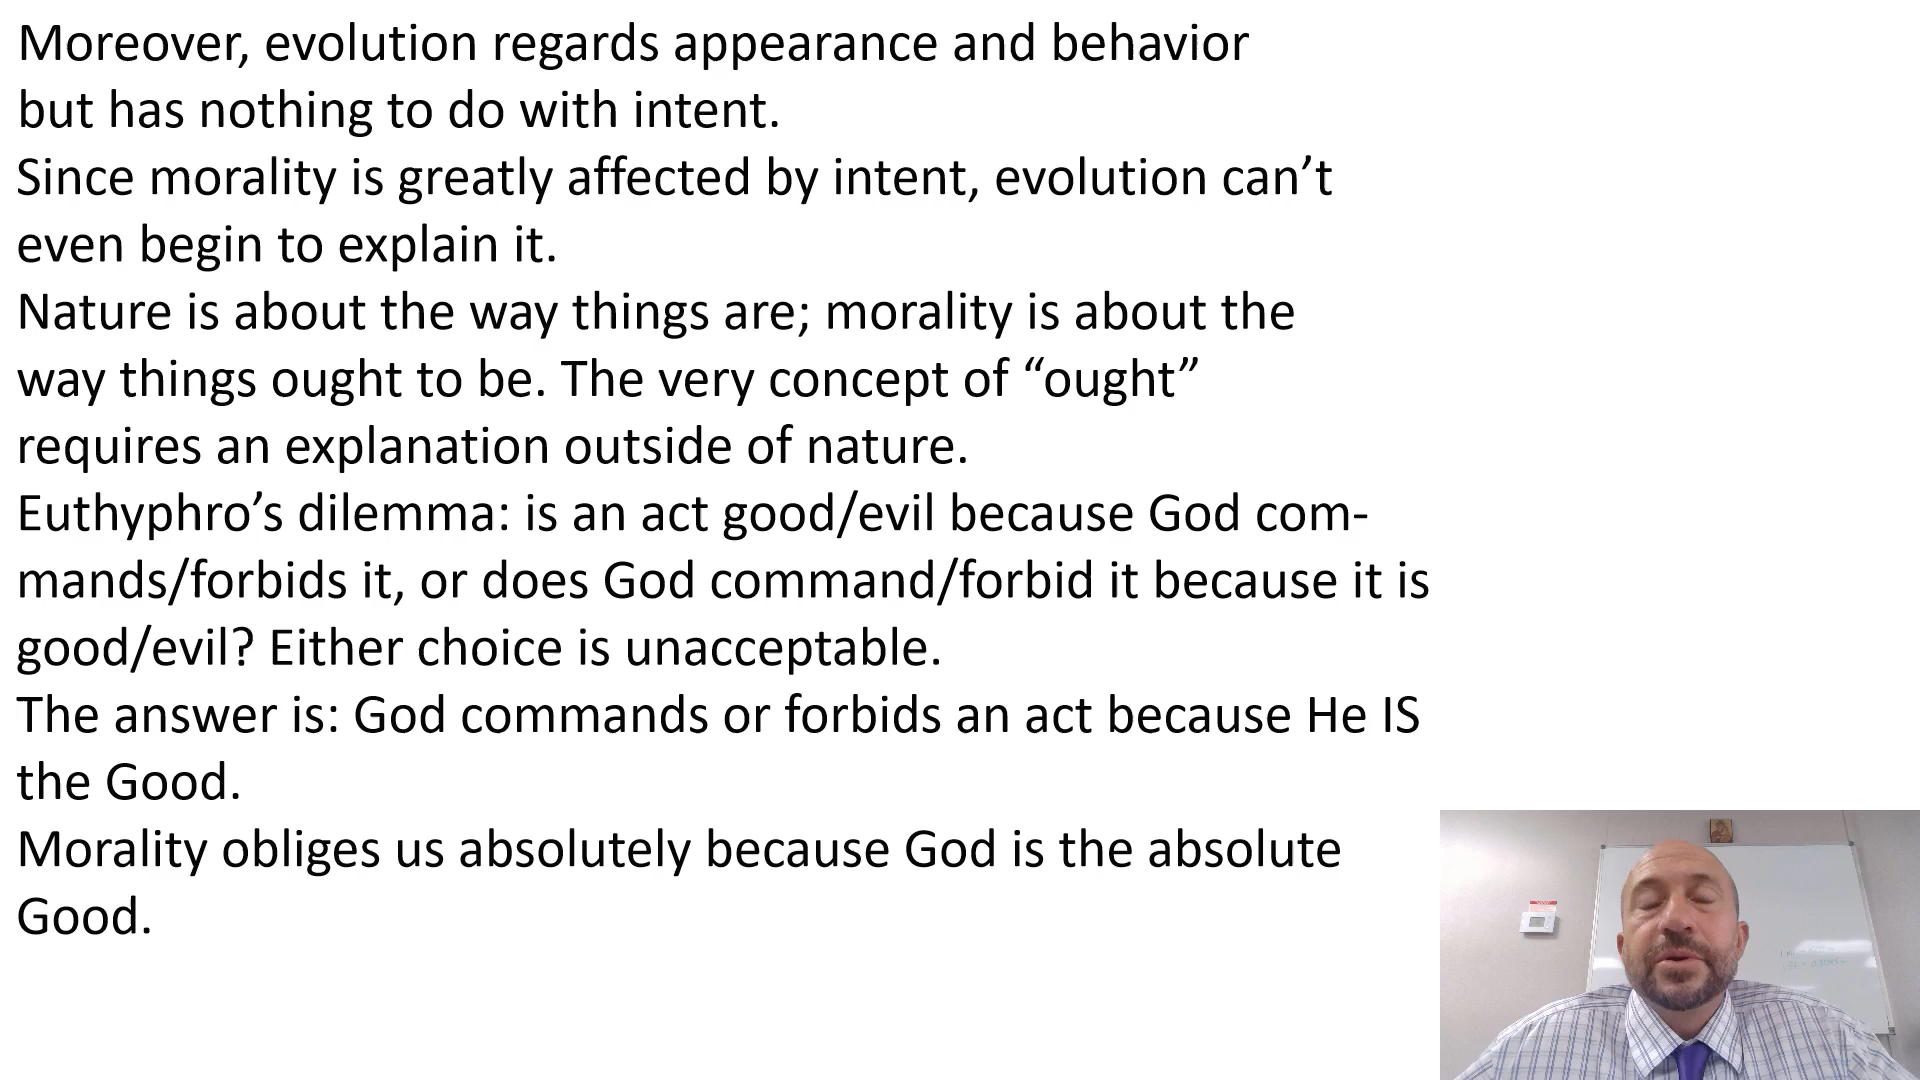 Moreover, evolution regards appearance and behavior
but has nothing to do with intent.
Since morality is greatly affected by intent, evolution can’t
even begin to explain it.
Nature is about the way things are; morality is about the
way things ought to be. The very concept of “ought”
requires an explanation outside of nature.
Euthyphro’s dilemma: is an act good/evil because God com-
mands/forbids it, or does God command/forbid it because it is
good/evil? Either choice is unacceptable.
The answer is: God commands or forbids an act because He IS
the Good.
Morality obliges us absolutely because God is the absolute
Good.